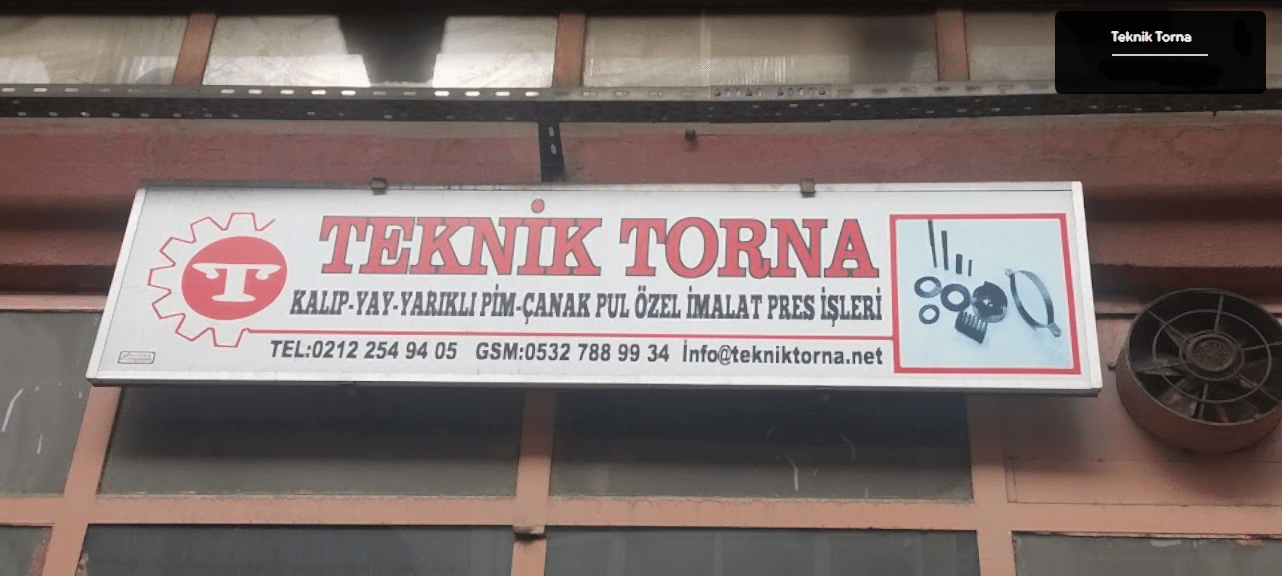 Teknik Torna
TEKNİK TORNA
T
KALIP-YAY-YARIKLI PİM-ÇANAK PUL ÖZEL İMALAT PRES İŞLERİ
TEL:0212 254 94 05 GSM:0532 788 99 34 İnfo@tekniktorna.net